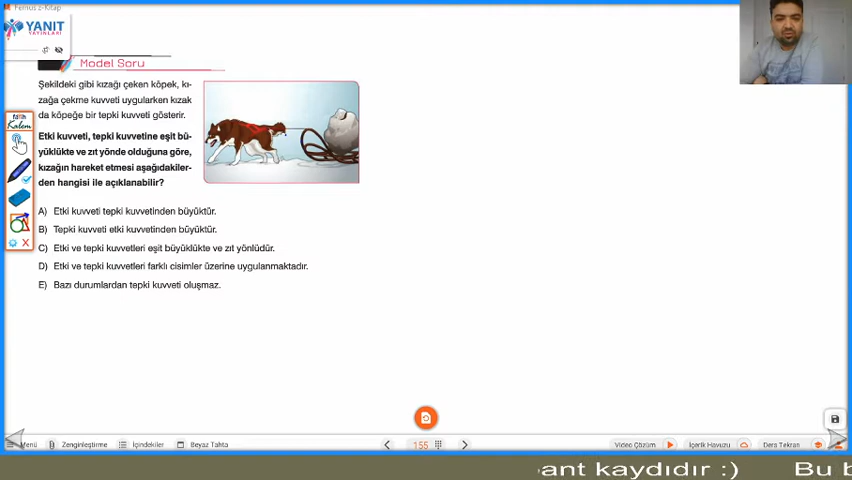 Fernus z-Kitap
YANIT
YAYINLARI
Model Soru
Şekildeki gibi kızağı çeken köpek, kı-
zağa çekme kuvveti uygularken kızak
da köpeğe bir tepki kuvveti gösterir.
Etki kuvveti, tepki kuvvetine eşit bü-
yüklükte ve zıt yönde olduğuna göre,
kızağın hareket etmesi aşağıdakiler-
den hangisi ile açıklanabilir?
A) Etki kuvveti tepki kuvvetinden büyüktür.
B) Tepki kuvveti etki kuvvetinden büyüktür.
C) Etki ve tepki kuvvetleri eşit büyüklükte ve zıt yönlüdür.
D) Etki ve tepki kuvvetleri farklı cisimler üzerine uygulanmaktadır.
E) Bazı durumlardan tepki kuvveti oluşmaz.
fatih
Kalem
Menü Zenginleştirme İçindekiler Beyaz Tahta 155 Video Çözüm İçerik Havuzu Ders Tekrarı
ant kaydıdır :) Bu b